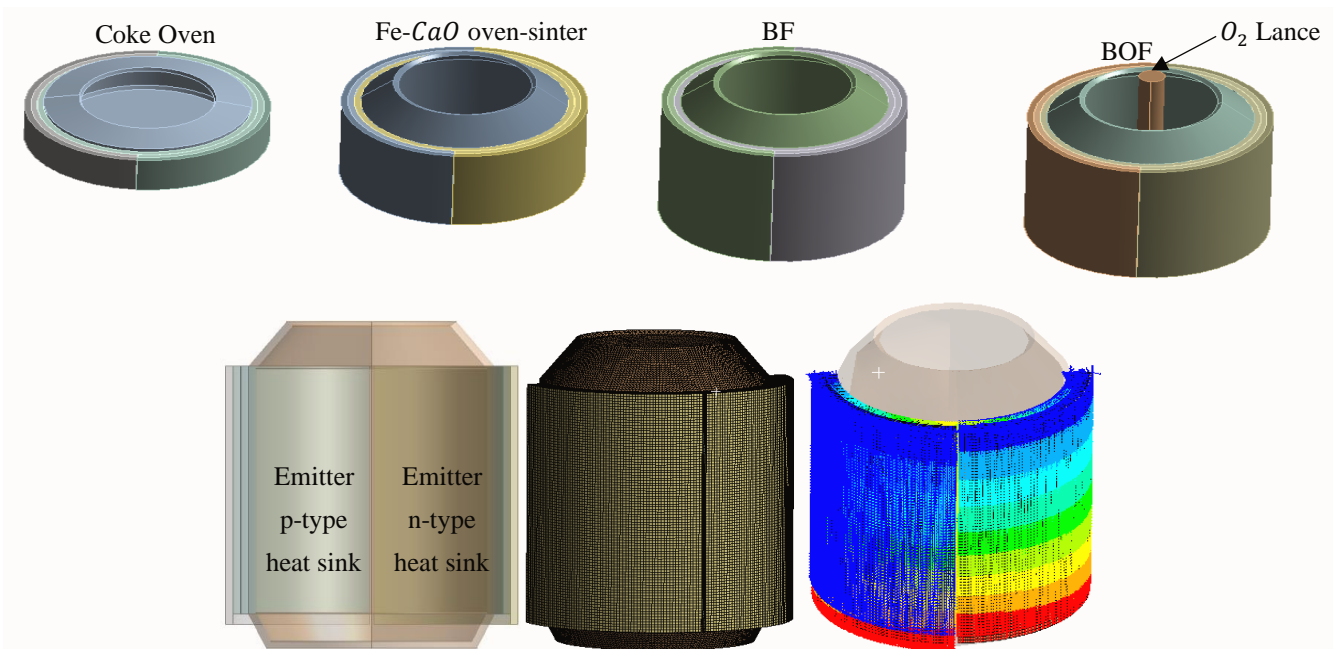 Coke Oven
Fe-CaO oven-sinter
BF
BOF
O₂ Lance
Emitter
p-type
heat sink
Emitter
n-type
heat sink